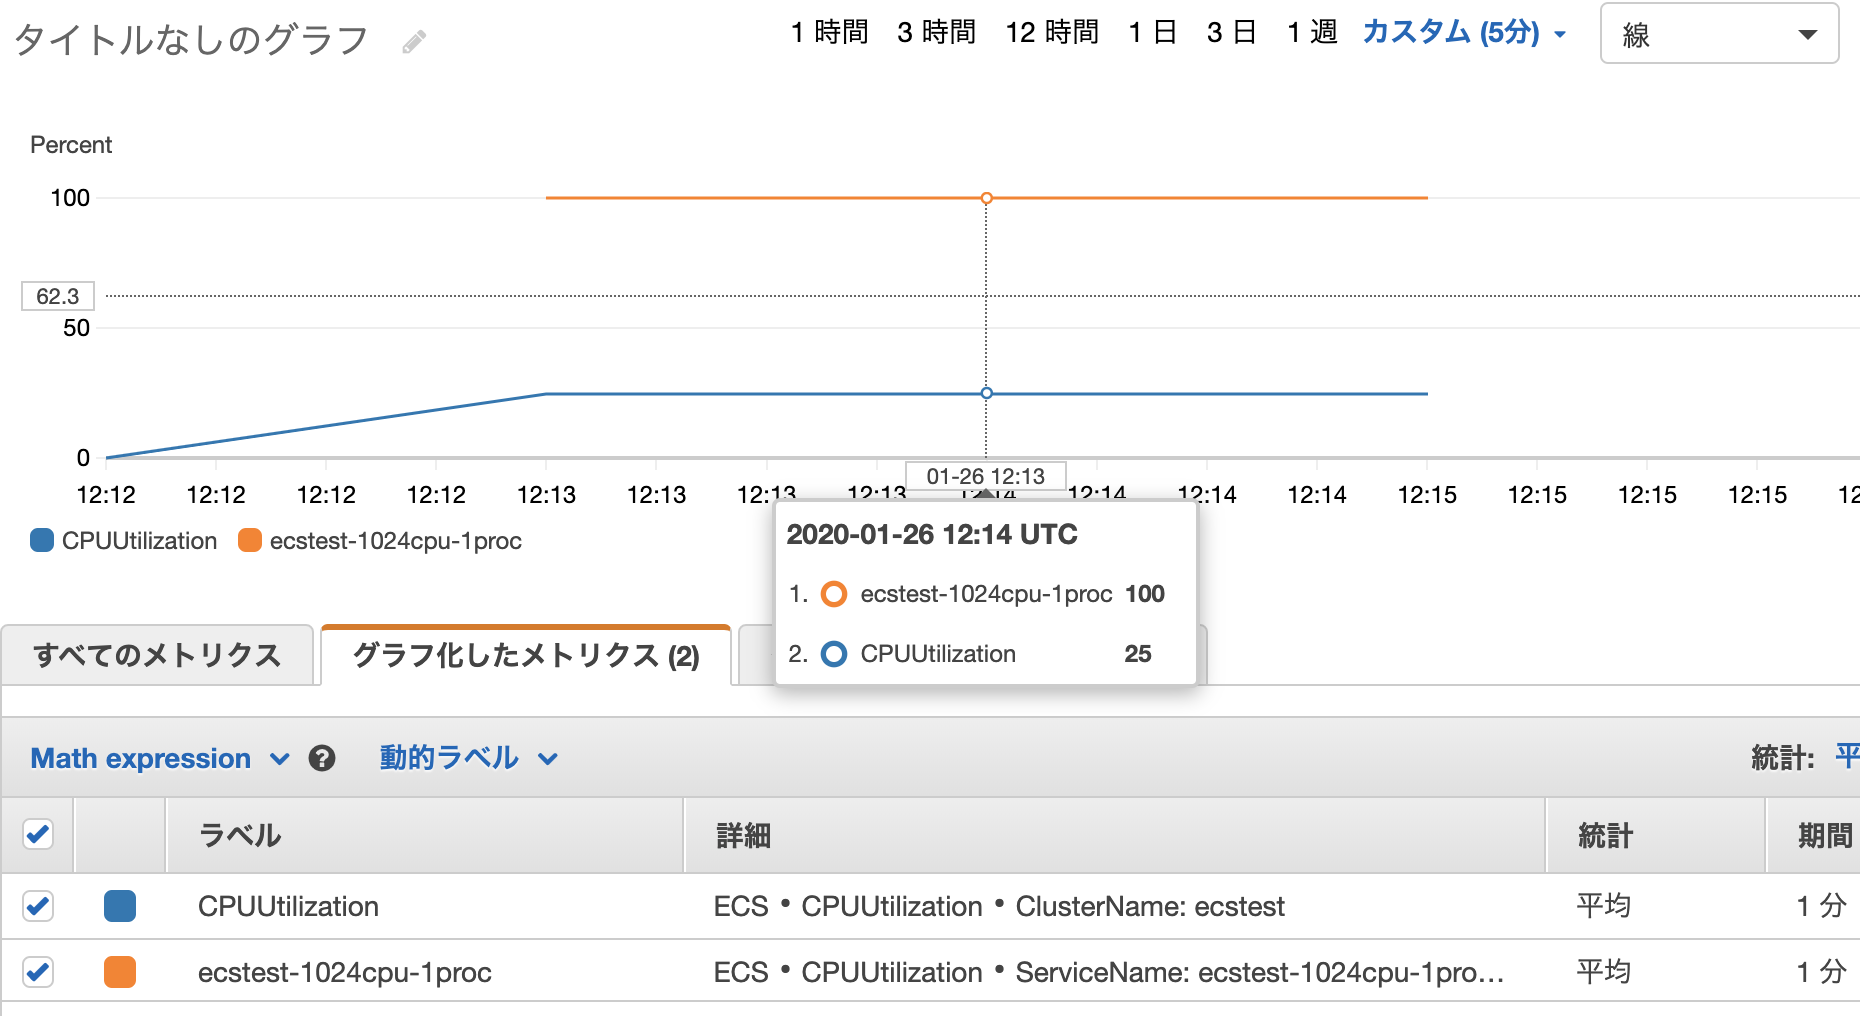 タイトルなしのグラフ
1 時間 3 時間 12 時間 1 日 3 日 1 週 カスタム (5分) 線
Percent
100
62.3
50
0
01-26 12:13
12:12 12:12 12:12 12:12 12:13 12:13 12:13 12:13 12:14 12:14 12:14 12:14 12:15 12:15 12:15 12:15
CPUUtilization ecstest-1024cpu-1proc
2020-01-26 12:14 UTC
1. ecstest-1024cpu-1proc 100
2. CPUUtilization 25
すべてのメトリクス グラフ化したメトリクス (2)
Math expression ? 動的ラベル 統計: 平
ラベル 詳細 統計 期間
CPUUtilization ECS • CPUUtilization • ClusterName: ecstest 平均 1 分
ecstest-1024cpu-1proc ECS • CPUUtilization • ServiceName: ecstest-1024cpu-1pro... 平均 1 分